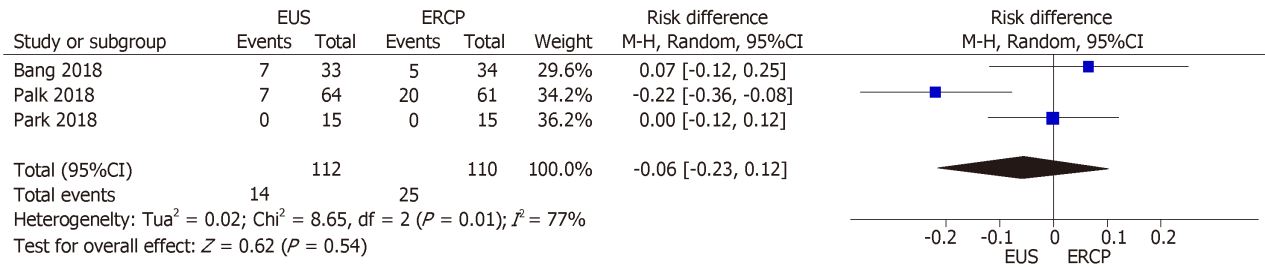 EUS ERCP Risk difference Risk difference
Study or subgroup Events Total Events Total Weight M-H, Random, 95%CI M-H, Random, 95%CI
Bang 2018 7 33 5 34 29.6% 0.07 [-0.12, 0.25]
Palk 2018 7 64 20 61 34.2% -0.22 [-0.36, -0.08]
Park 2018 0 15 0 15 36.2% 0.00 [-0.12, 0.12]
Total (95%CI) 112 110 100.0% -0.06 [-0.23, 0.12]
Total events 14 25
Heterogenelty: Tua² = 0.02; Chi² = 8.65, df = 2 (P = 0.01); I² = 77%
Test for overall effect: Z = 0.62 (P = 0.54)
-0.2 -0.1 0 0.1 0.2
EUS ERCP